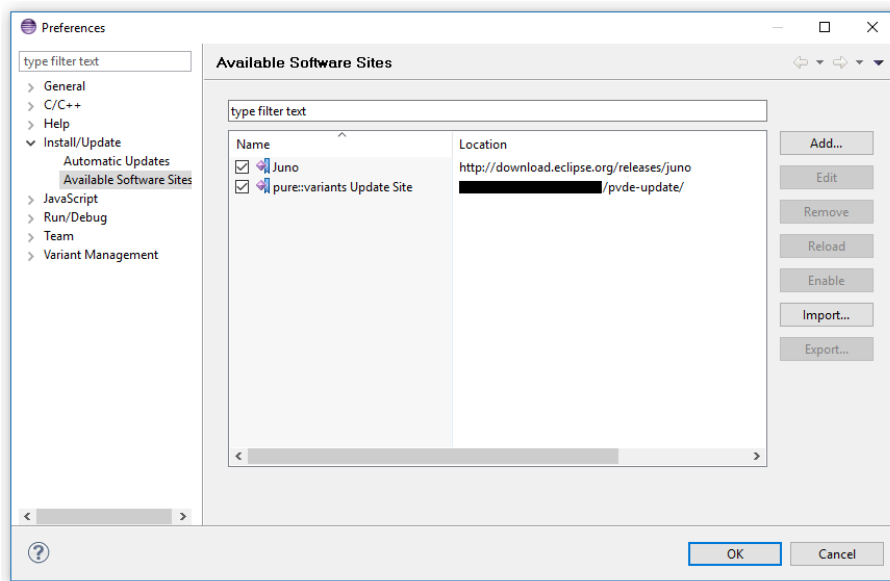 Preferences
type filter text
General
C/C++
Help
Install/Update
Automatic Updates
Available Software Sites
JavaScript
Run/Debug
Team
Variant Management
Available Software Sites
type filter text
Name Location
Juno http://download.eclipse.org/releases/juno
pure::variants Update Site /pvde-update/
Add...
Edit
Remove
Reload
Enable
Import...
Export...
?
OK Cancel